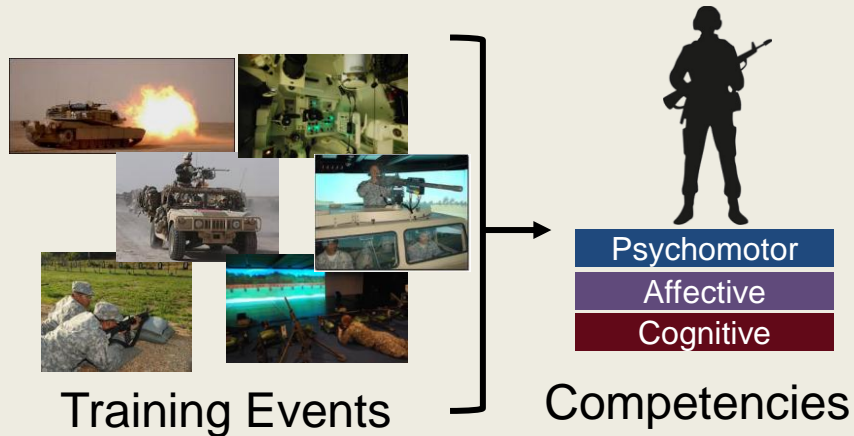 Psychomotor
Affective
Cognitive
Training Events
Competencies